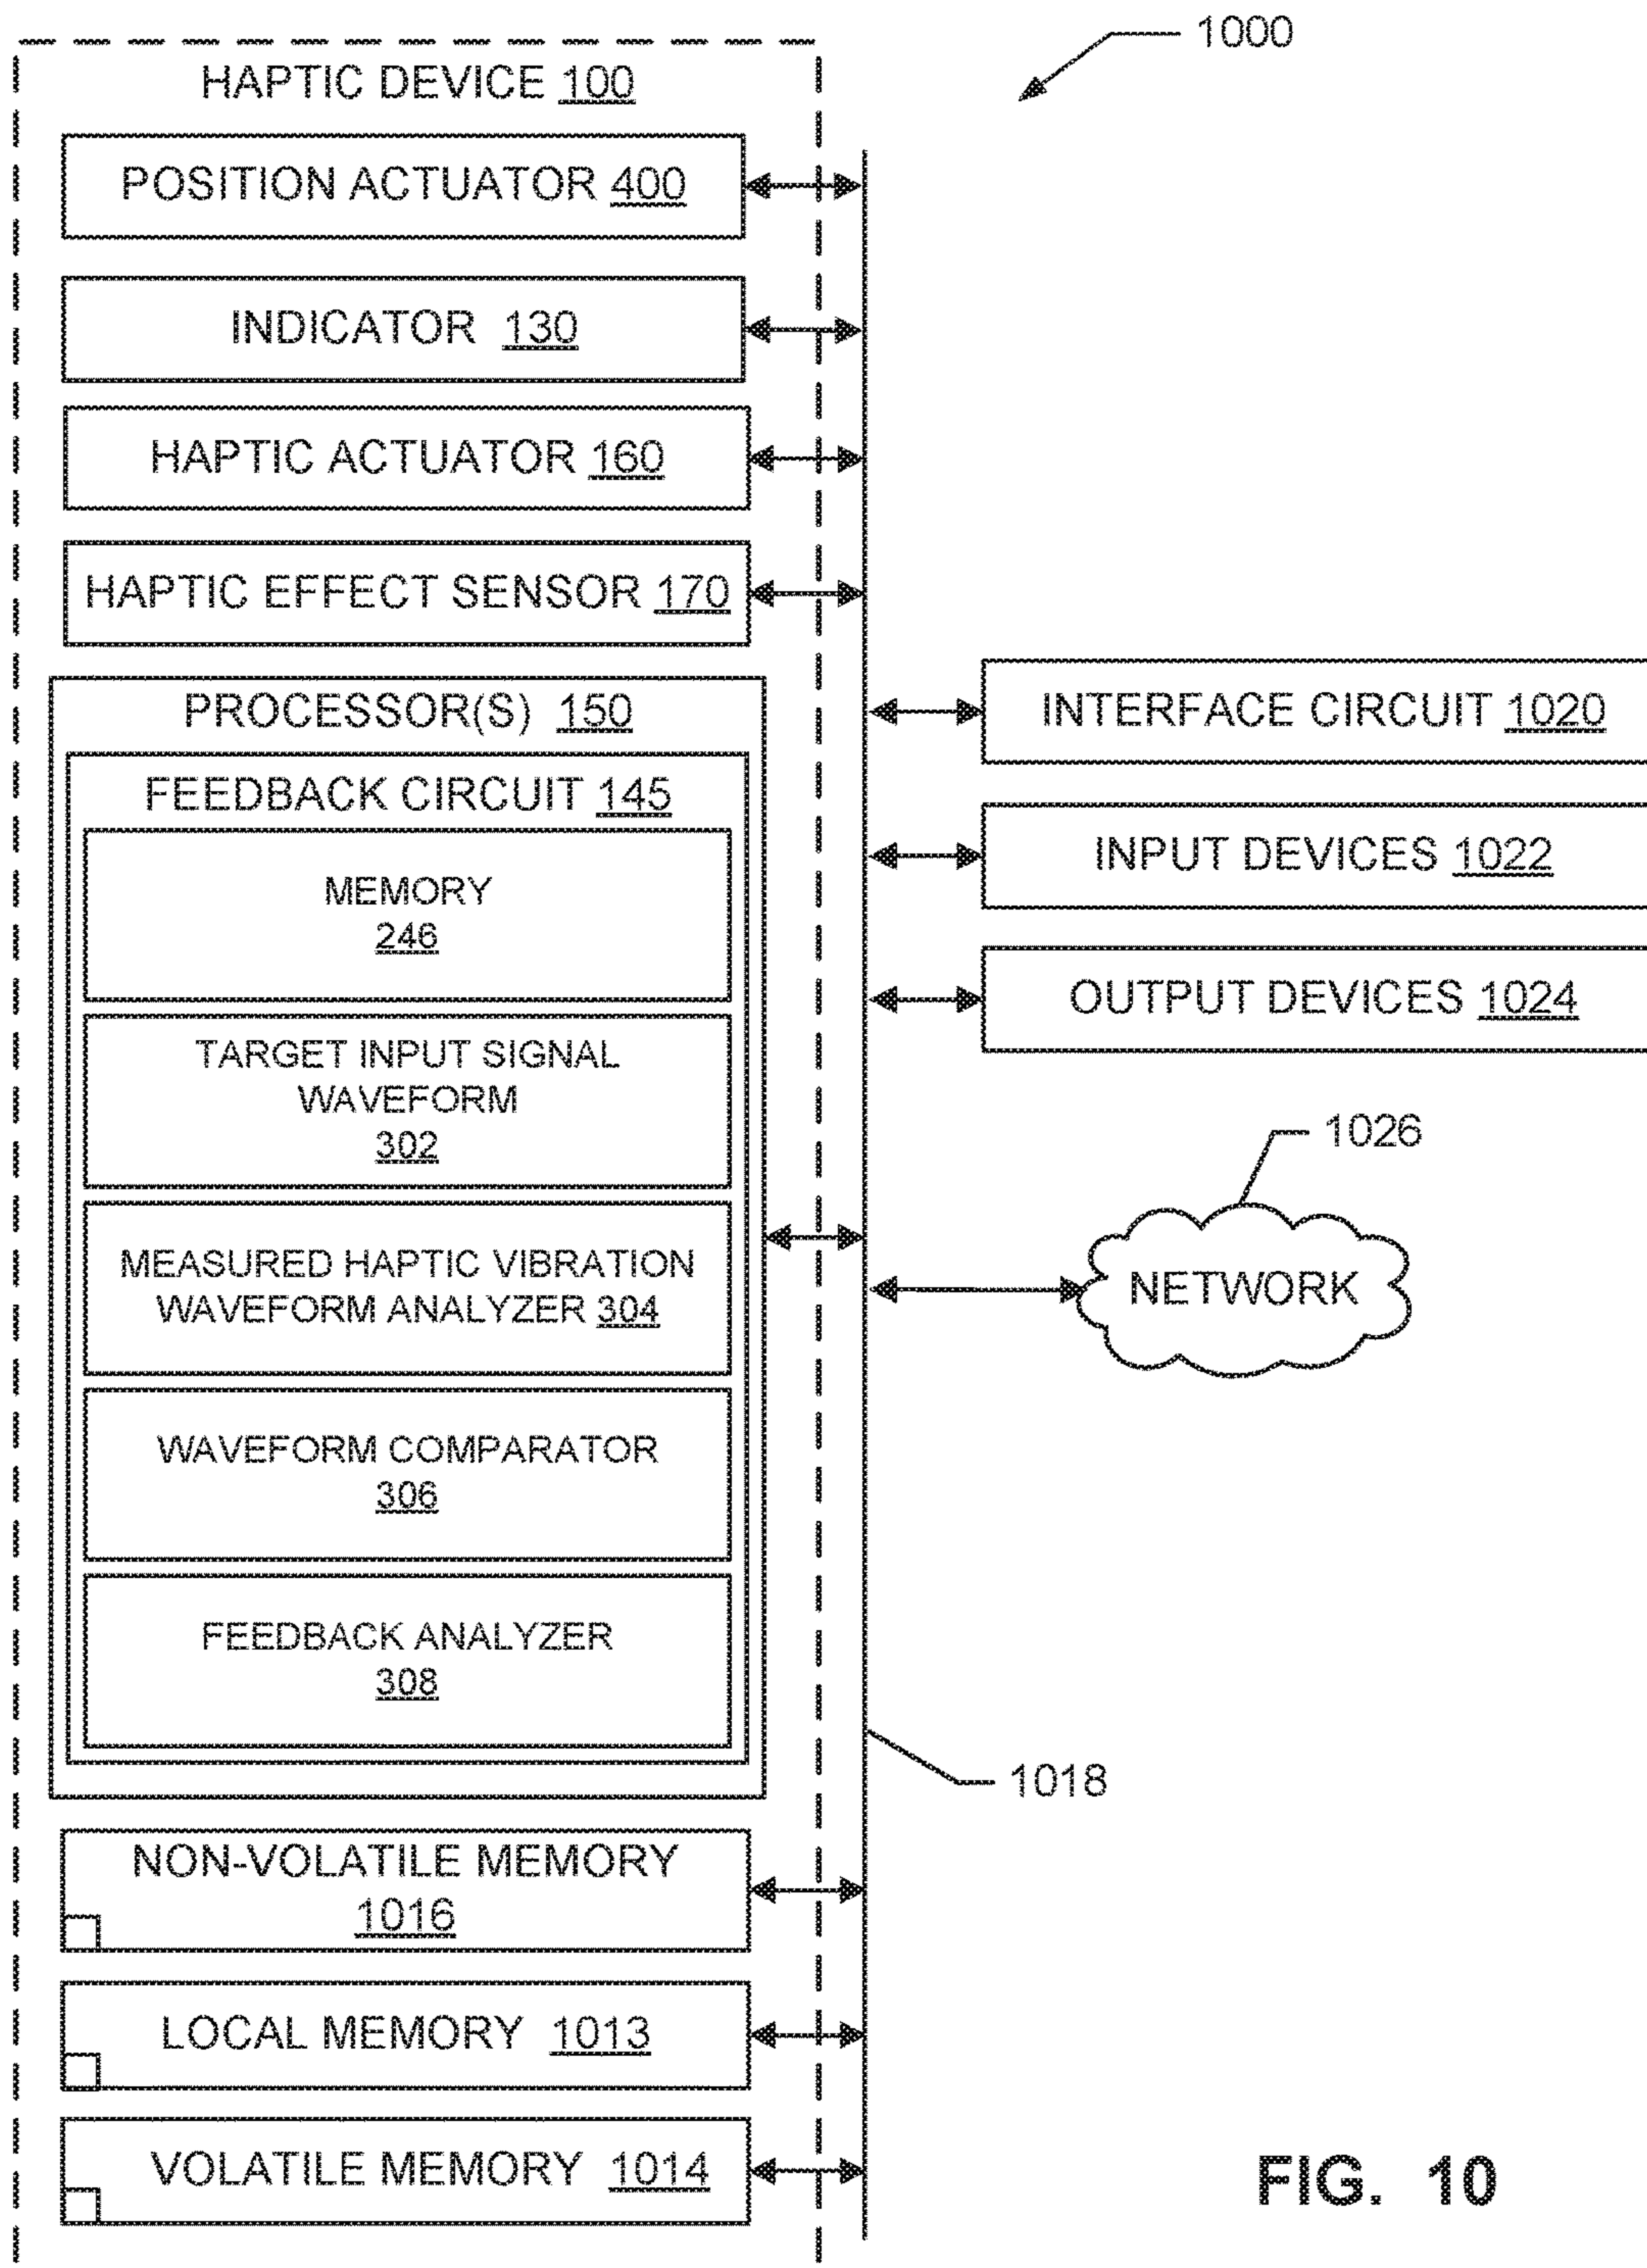 1000
HAPTIC DEVICE 100
POSITION ACTUATOR 400
INDICATOR 130
HAPTIC ACTUATOR 160
HAPTIC EFFECT SENSOR 170
PROCESSOR(S) 150
FEEDBACK CIRCUIT 145
MEMORY
246
TARGET INPUT SIGNAL
WAVEFORM
302
MEASURED HAPTIC VIBRATION
WAVEFORM ANALYZER 304
WAVEFORM COMPARATOR
306
FEEDBACK ANALYZER
308
NON-VOLATILE MEMORY
1016
LOCAL MEMORY 1013
VOLATILE MEMORY 1014
INTERFACE CIRCUIT 1020
INPUT DEVICES 1022
OUTPUT DEVICES 1024
1026
NETWORK
1018
FIG. 10